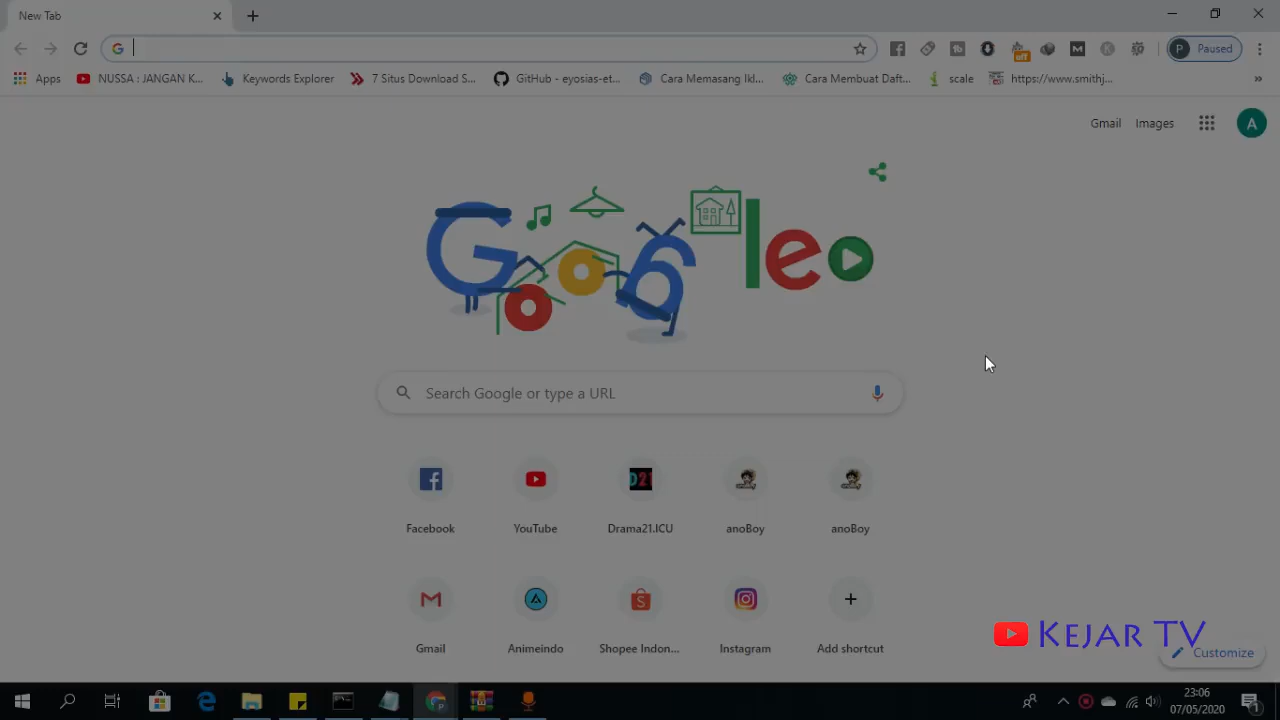 New Tab
Paused
Apps
NUSSA : JANGAN K...
Keywords Explorer
7 Situs Download S...
GitHub - eyosias-et...
Cara Memasang Ikl...
Cara Membuat Daft...
scale
https://www.smithj...
Gmail
Images
A
Search Google or type a URL
Facebook
YouTube
Drama21.ICU
anoBoy
anoBoy
Gmail
Animeindo
Shopee Indon...
Instagram
Add shortcut
KEJAR TV
Customize
23:06
07/05/2020